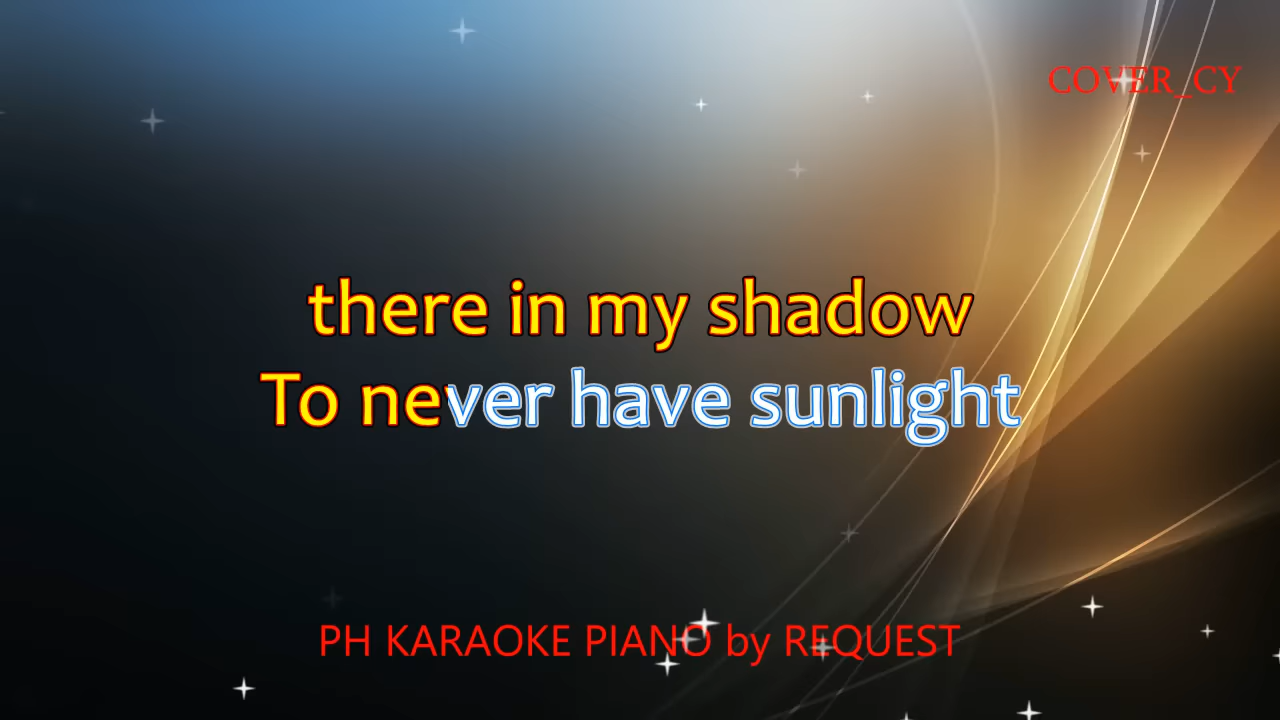 COVER_CY
there in my shadow
To never have sunlight
PH KARAOKE PIANO by REQUEST